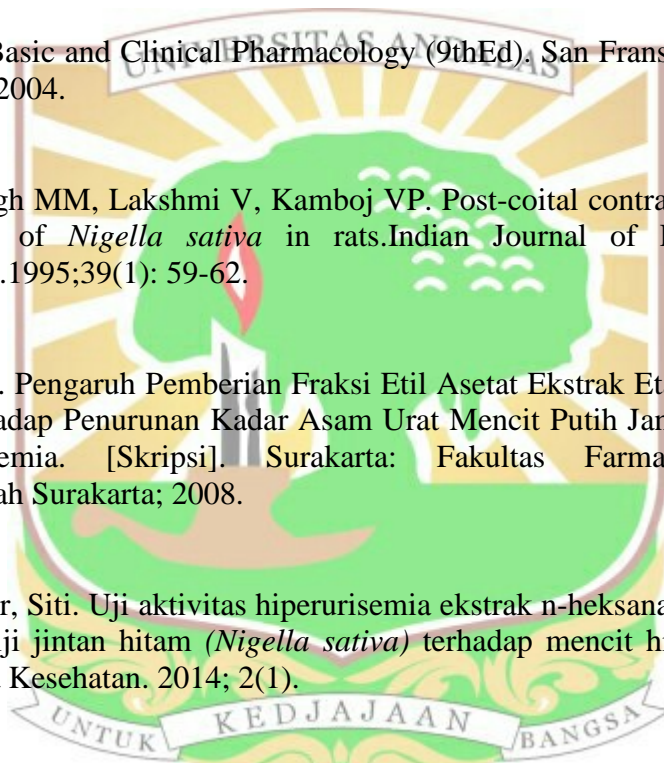 UNIVERSITAS ANDALAS
Basic and Clinical Pharmacology (9thEd). San Frans
2004.
gh MM, Lakshmi V, Kamboj VP. Post-coital contra
of Nigella sativa in rats.Indian Journal of
.1995;39(1): 59-62.
. Pengaruh Pemberian Fraksi Etil Asetat Ekstrak Et
adap Penurunan Kadar Asam Urat Mencit Putih Jan
emia. [Skripsi]. Surakarta: Fakultas Farma
ah Surakarta; 2008.
r, Siti. Uji aktivitas hiperurisemia ekstrak n-heksana
ji jintan hitam (Nigella sativa) terhadap mencit hi
Kesehatan. 2014; 2(1).
UNTUK KEDJAJAAN BANGSA